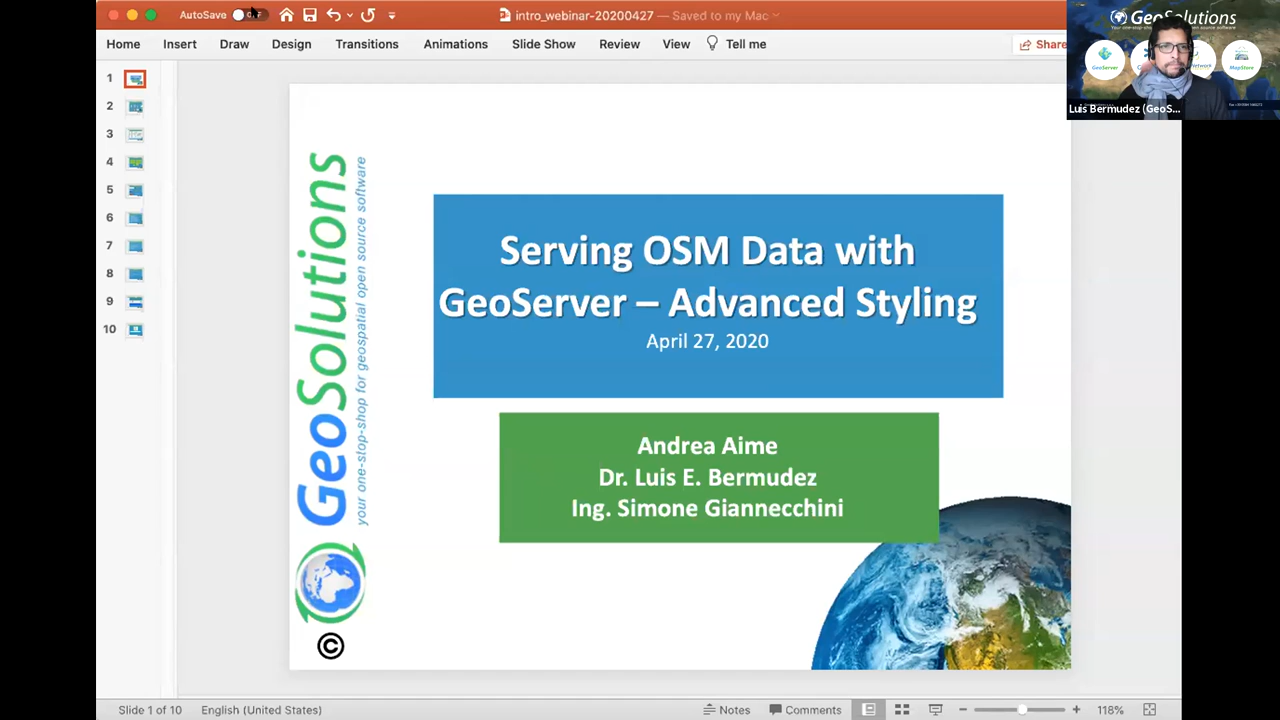 AutoSave
OFF
intro_webinar-20200427 — Saved to my Mac
Home Insert Draw Design Transitions Animations Slide Show Review View Tell me Share
1
2
3
4
5
6
7
8
9
10
GeoSolutions
your one-stop-shop for geospatial open source software
©
Serving OSM Data with
GeoServer – Advanced Styling
April 27, 2020
Andrea Aime
Dr. Luis E. Bermudez
Ing. Simone Giannecchini
GeoSolutions
GeoServer
MapStore
Luis Bermudez (GeoS...
Slide 1 of 10 English (United States) Notes Comments 118%